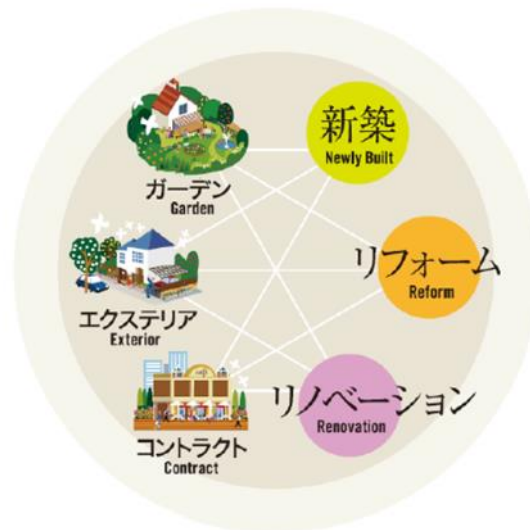 新築
Newly Built
ガーデン
Garden
リフォーム
Reform
エクステリア
Exterior
リノベーション
Renovation
コントラクト
Contract